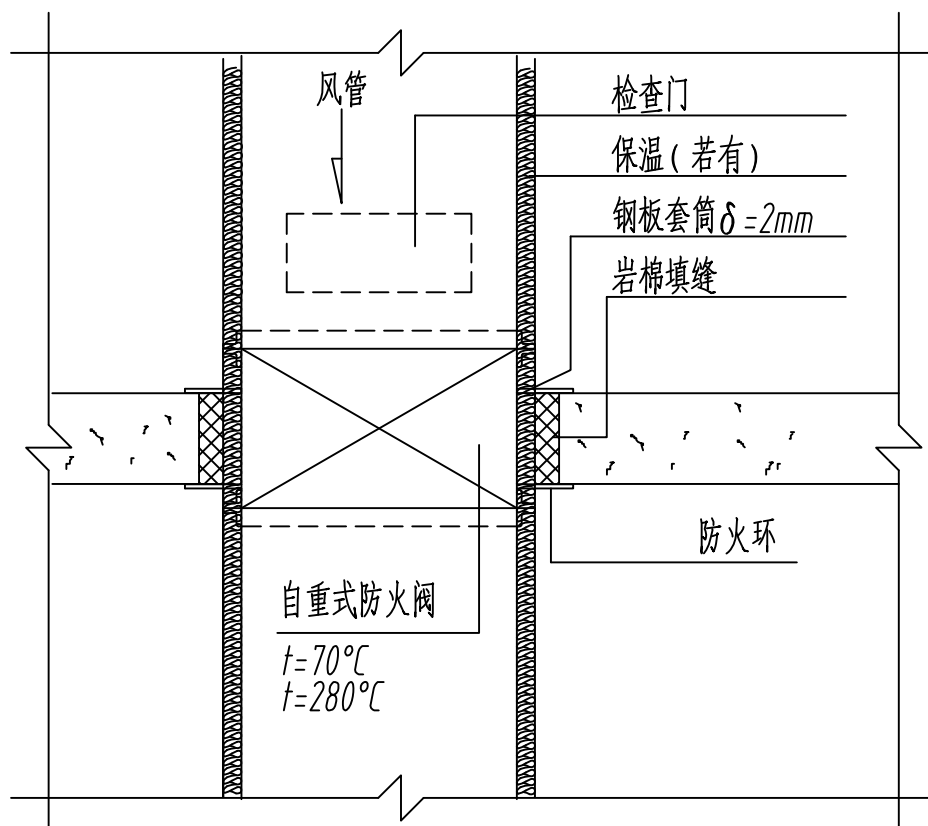 风管
检查门
保温(若有)
钢板套筒δ=2mm
岩棉填缝
防火环
自重式防火阀
t=70°C
t=280°C